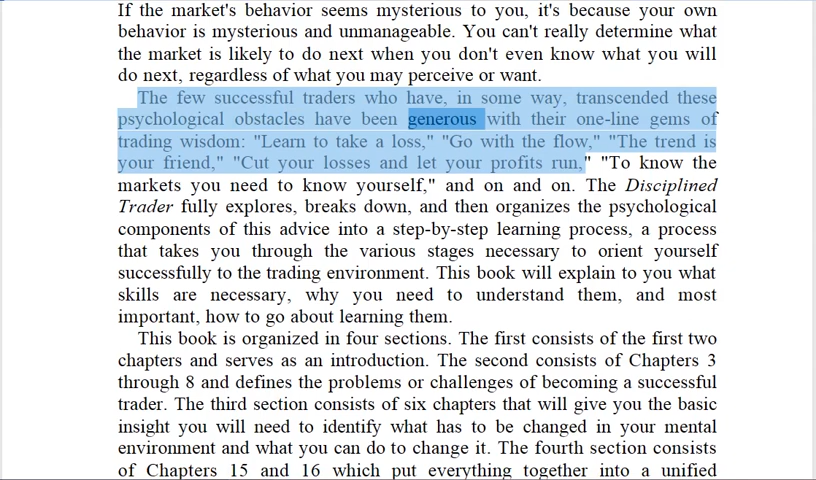 If the market's behavior seems mysterious to you, it's because your own
behavior is mysterious and unmanageable. You can't really determine what
the market is likely to do next when you don't even know what you will
do next, regardless of what you may perceive or want.
The few successful traders who have, in some way, transcended these
psychological obstacles have been generous with their one-line gems of
trading wisdom: "Learn to take a loss," "Go with the flow," "The trend is
your friend," "Cut your losses and let your profits run," "To know the
markets you need to know yourself," and on and on. The Disciplined
Trader fully explores, breaks down, and then organizes the psychological
components of this advice into a step-by-step learning process, a process
that takes you through the various stages necessary to orient yourself
successfully to the trading environment. This book will explain to you what
skills are necessary, why you need to understand them, and most
important, how to go about learning them.
This book is organized in four sections. The first consists of the first two
chapters and serves as an introduction. The second consists of Chapters 3
through 8 and defines the problems or challenges of becoming a successful
trader. The third section consists of six chapters that will give you the basic
insight you will need to identify what has to be changed in your mental
environment and what you can do to change it. The fourth section consists
of Chapters 15 and 16 which put everything together into a unified